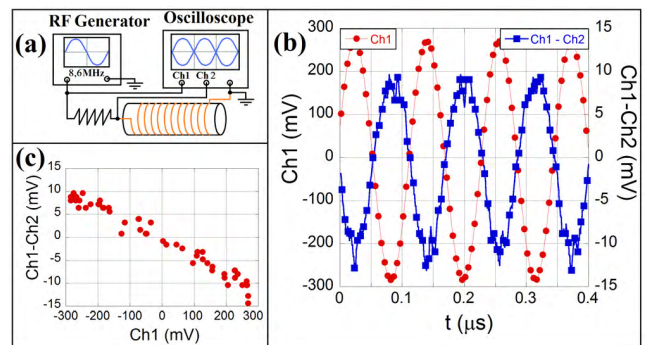 RF Generator
Oscilloscope
(a)
8,6MHz
Ch1 Ch 2
(b)
Ch1
Ch1 - Ch2
300
200
100
0
-100
-200
-300
Ch1 (mV)
15
10
5
0
-5
-10
-15
Ch1-Ch2 (mV)
0 0.1 0.2 0.3 0.4
t (μs)
(c)
15
10
5
0
-5
-10
-15
Ch1-Ch2 (mV)
-300 -200 -100 0 100 200 300
Ch1 (mV)